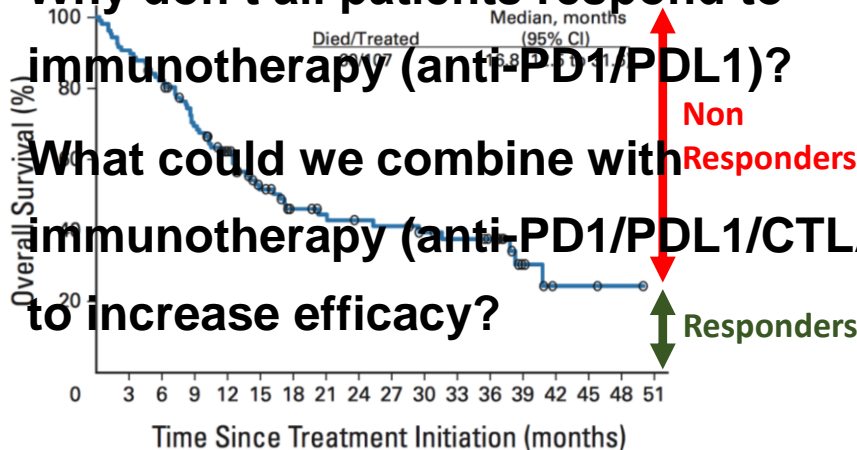 Why don't all patients respond to
immunotherapy (anti-PD1/PDL1)?
What could we combine with
immunotherapy (anti-PD1/PDL1/CTLA
to increase efficacy?
Median, months
Died/Treated (95% CI)
Non
Responders
Responders
Overall Survival (%)
100
80
60
40
20
0 3 6 9 12 15 18 21 24 27 30 33 36 39 42 45 48 51
Time Since Treatment Initiation (months)